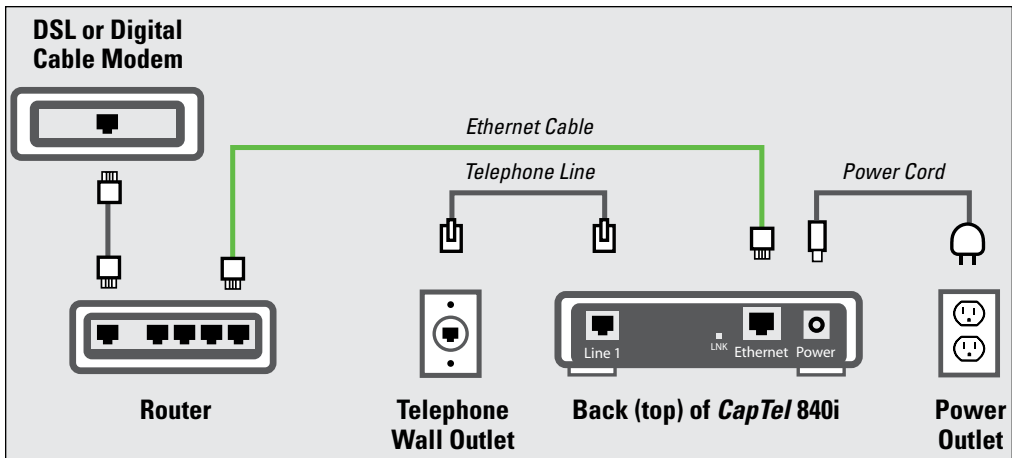 DSL or Digital
Cable Modem
Ethernet Cable
Telephone Line
Power Cord
Line 1
LNK
Ethernet
Power
Router
Telephone
Wall Outlet
Back (top) of CapTel 840i
Power
Outlet